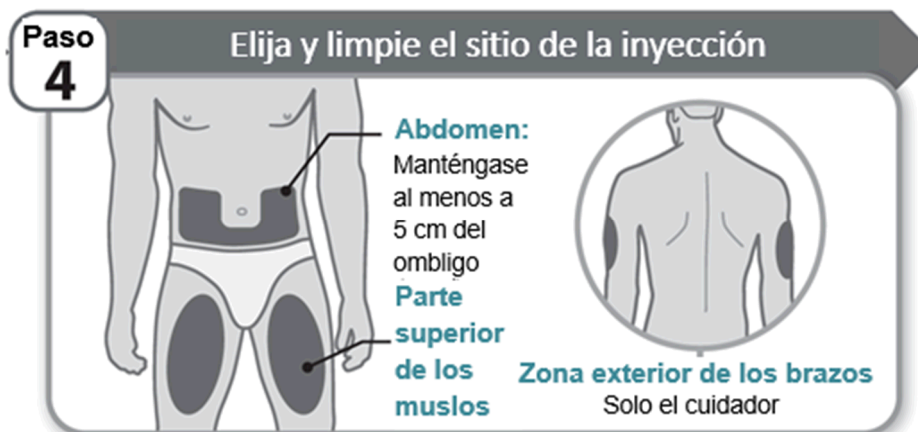 Paso
4
Elija y limpie el sitio de la inyección
Abdomen:
Manténgase
al menos a
5 cm del
ombligo
Parte
superior
de los
muslos
Zona exterior de los brazos
Solo el cuidador